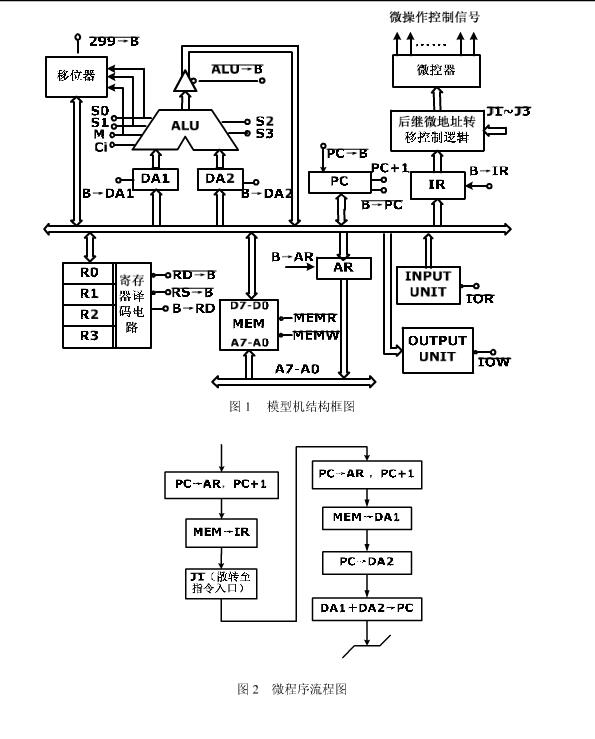 微操作控制信号
299→B
ALU→B
……
移位器
微控器
S0
S1
M
Ci
ALU
S2
S3
后继微地址转移控制逻辑
J1~J3
PC→B
PC+1
B→IR
DA1
DA2
PC
IR
B→DA1
B→DA2
B→PC
B→AR
AR
R0
R1
R2
R3
寄存器译码电路
RD→B
RS→B
B→RD
D7-D0
MEM
A7-A0
MEMR
MEMW
INPUT
UNIT
IOR
OUTPUT
UNIT
IOW
A7-A0
图 1 模型机结构框图
PC→AR, PC+1
MEM→IR
J1（散转至
指令入口）
PC→AR ，PC+1
MEM→DA1
PC→DA2
DA1+DA2→PC
图 2 微程序流程图